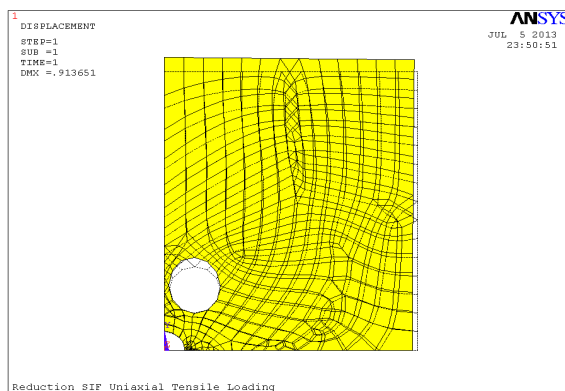 1
DISPLACEMENT
STEP=1
SUB =1
TIME=1
DMX =.913651
ANSYS
JUL 5 2013
23:50:51
Reduction SIF Uniaxial Tensile Loading